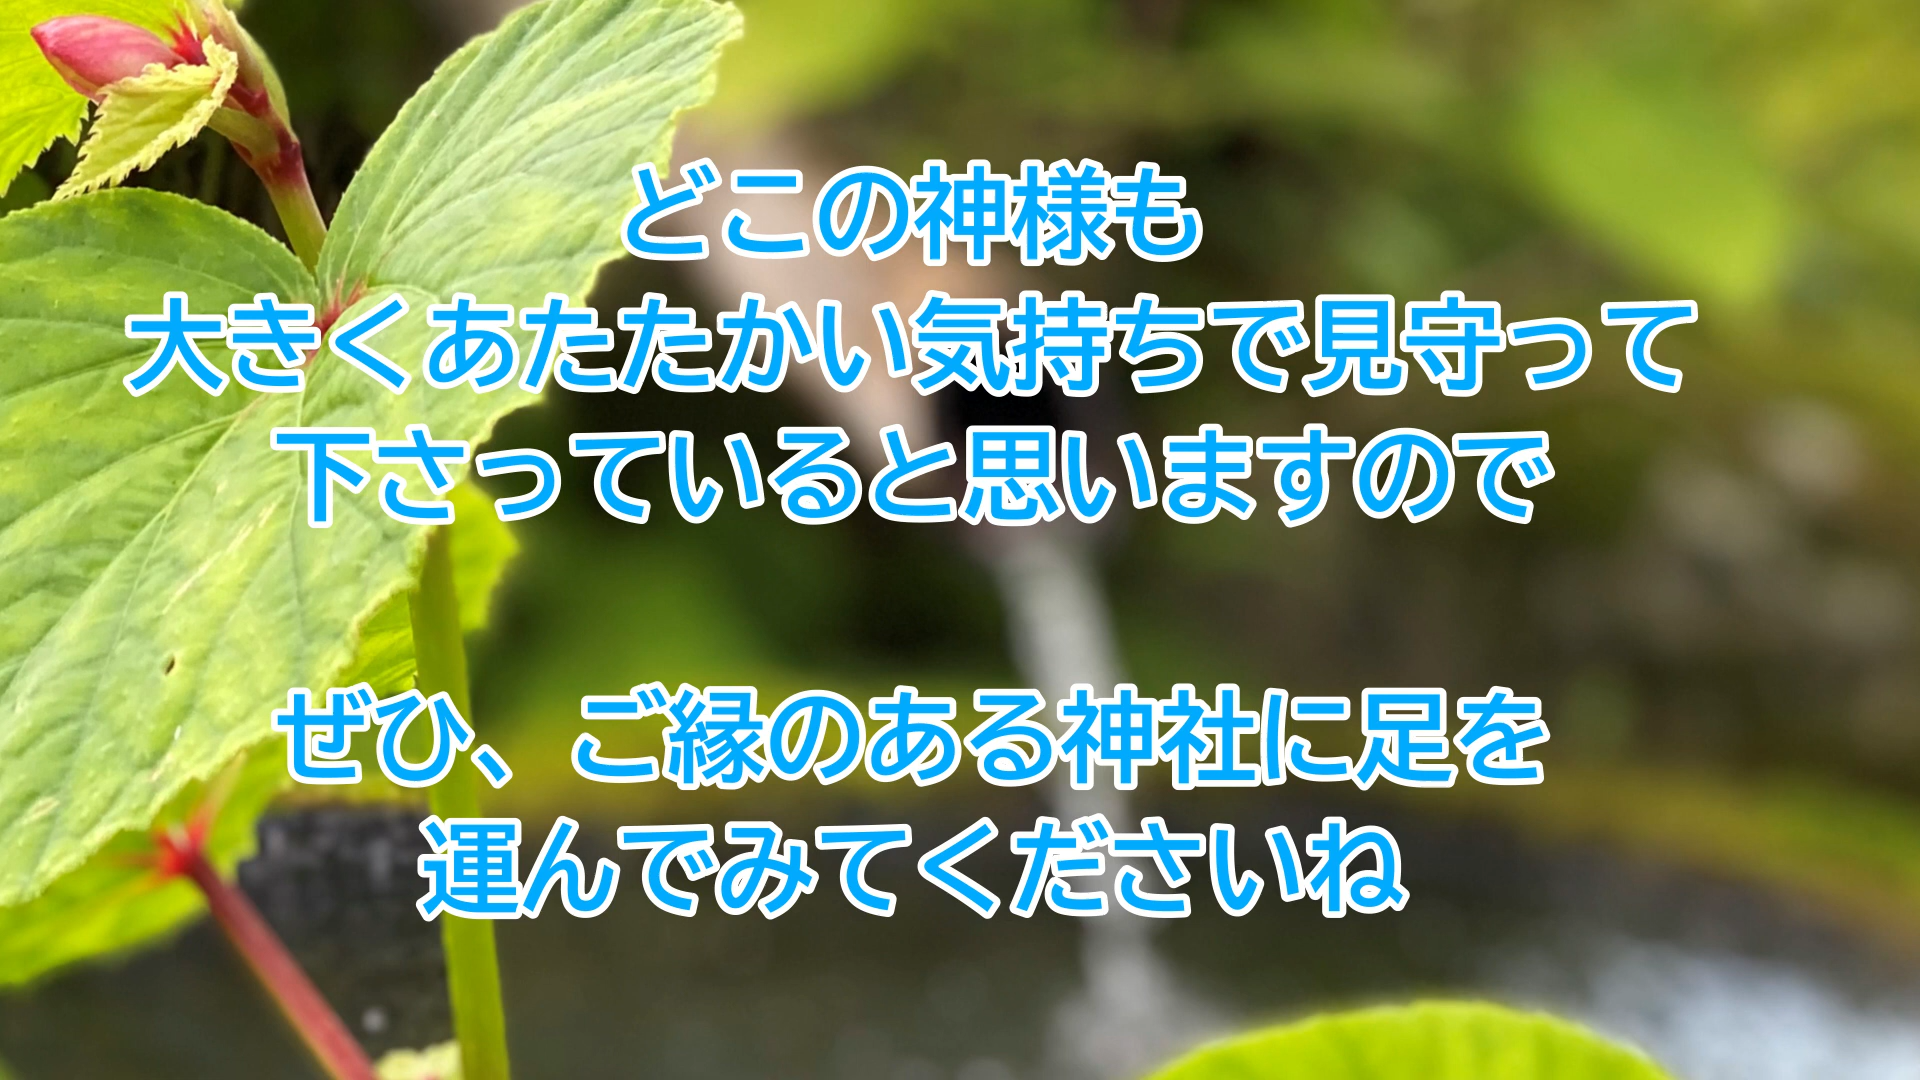 どこの神様も
大きくあたたかい気持ちで見守って
下さっていると思いますので
ぜひ、ご縁のある神社に足を
運んでみてくださいね